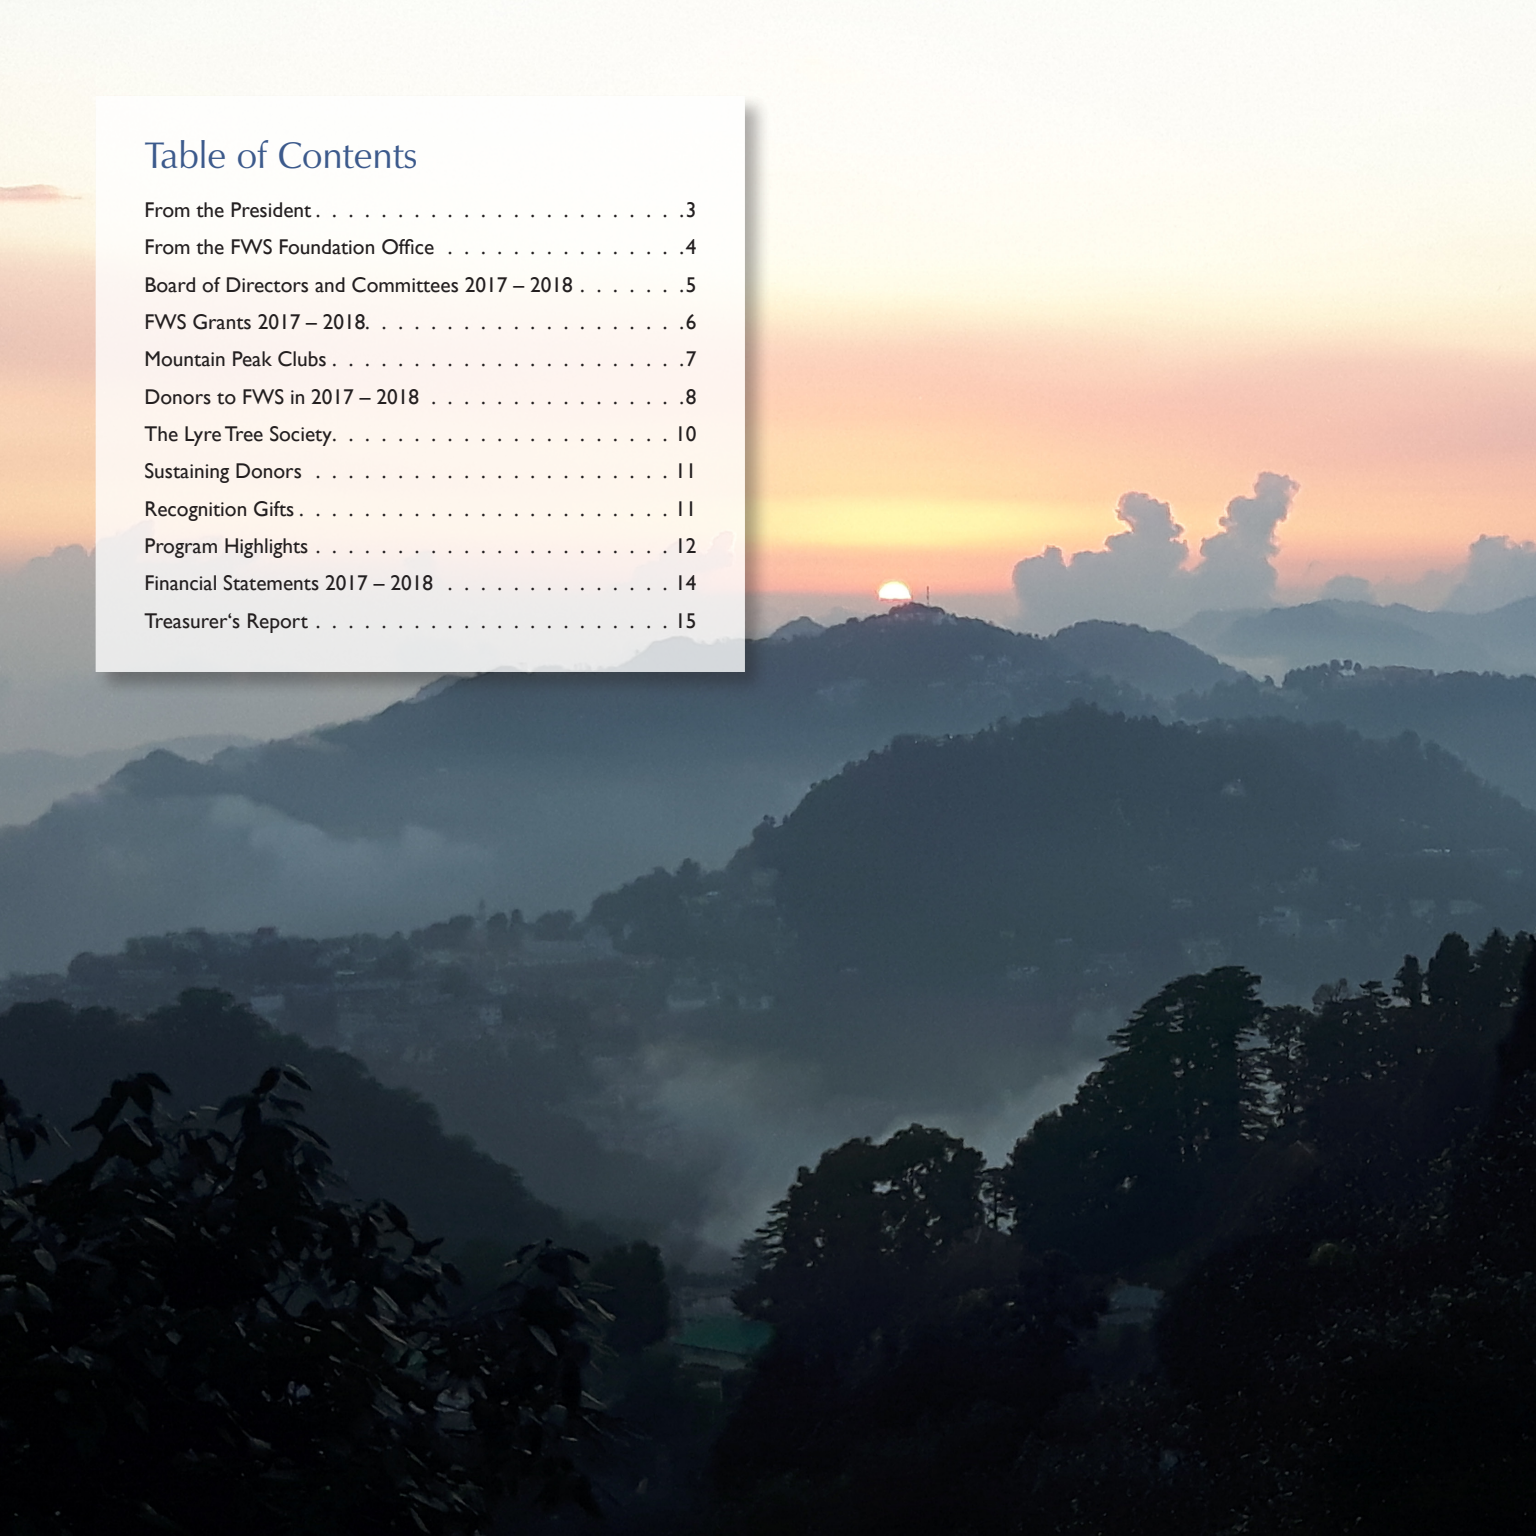 Table of Contents
From the President . . . . . . . . . . . . . . . . . . . . . . .3
From the FWS Foundation Office . . . . . . . . . . . . . . .4
Board of Directors and Committees 2017 – 2018 . . . . . . .5
FWS Grants 2017 – 2018. . . . . . . . . . . . . . . . . . . .6
Mountain Peak Clubs . . . . . . . . . . . . . . . . . . . . . .7
Donors to FWS in 2017 – 2018 . . . . . . . . . . . . . . . .8
The Lyre Tree Society. . . . . . . . . . . . . . . . . . . . . 10
Sustaining Donors . . . . . . . . . . . . . . . . . . . . . . 11
Recognition Gifts . . . . . . . . . . . . . . . . . . . . . . . 11
Program Highlights . . . . . . . . . . . . . . . . . . . . . . 12
Financial Statements 2017 – 2018 . . . . . . . . . . . . . . 14
Treasurer‘s Report . . . . . . . . . . . . . . . . . . . . . . 15